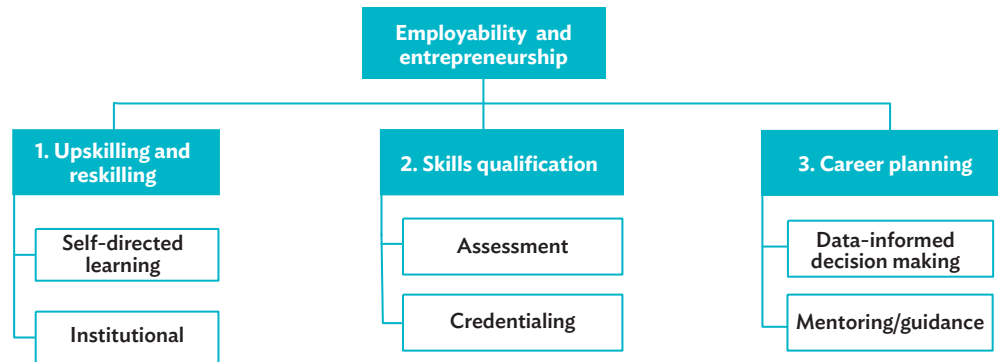 Employability and
entrepreneurship
1. Upskilling and
reskilling
2. Skills qualification
3. Career planning
Self-directed
learning
Institutional
Assessment
Credentialing
Data-informed
decision making
Mentoring/guidance